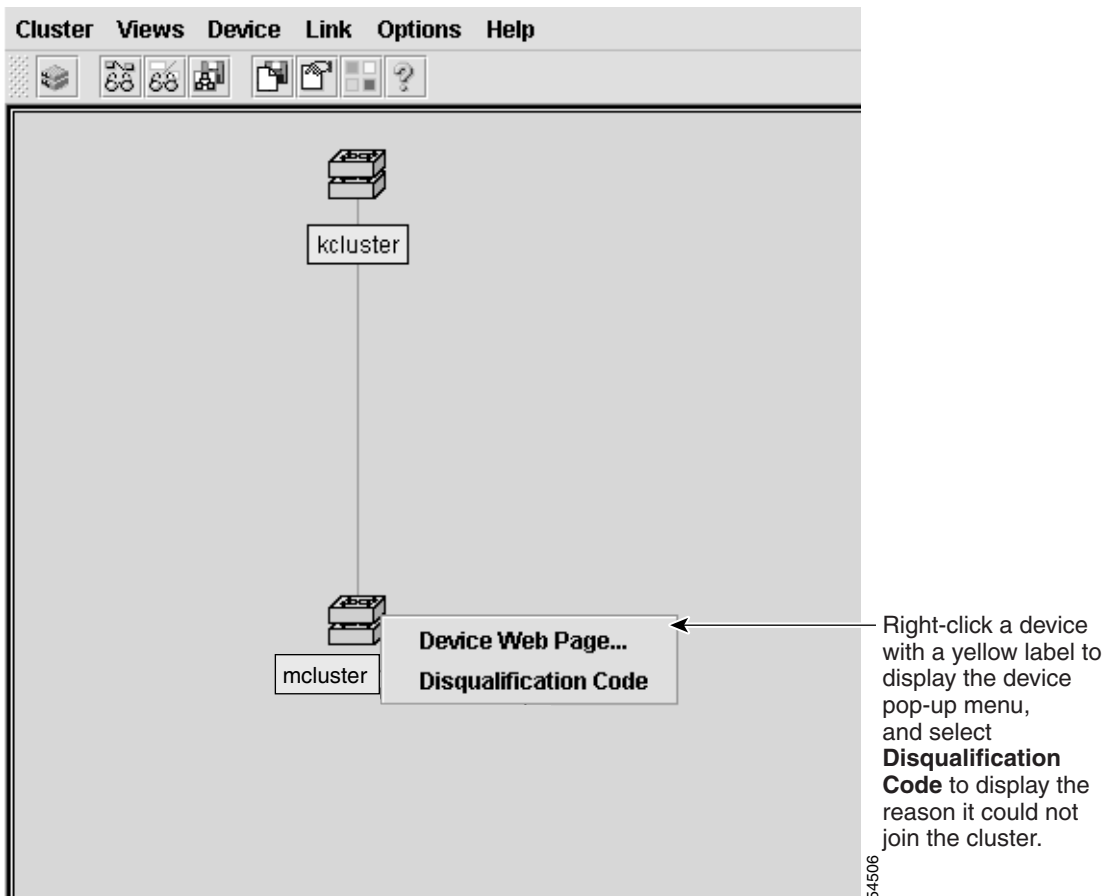 Cluster Views Device Link Options Help
kcluster
Device Web Page...
mcluster
Disqualification Code
Right-click a device
with a yellow label to
display the device
pop-up menu,
and select
Disqualification
Code to display the
reason it could not
join the cluster.